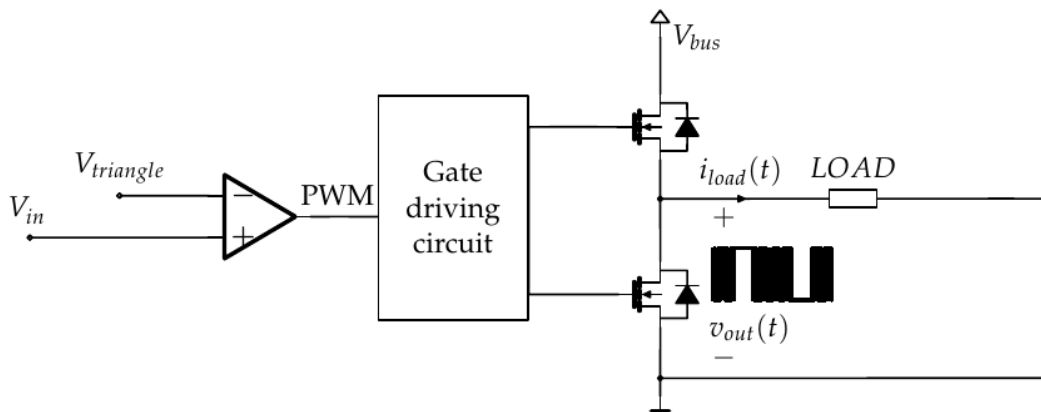 V_bus
V_triangle
V_in
−
+
PWM
Gate
driving
circuit
i_load(t)
LOAD
+
v_out(t)
−